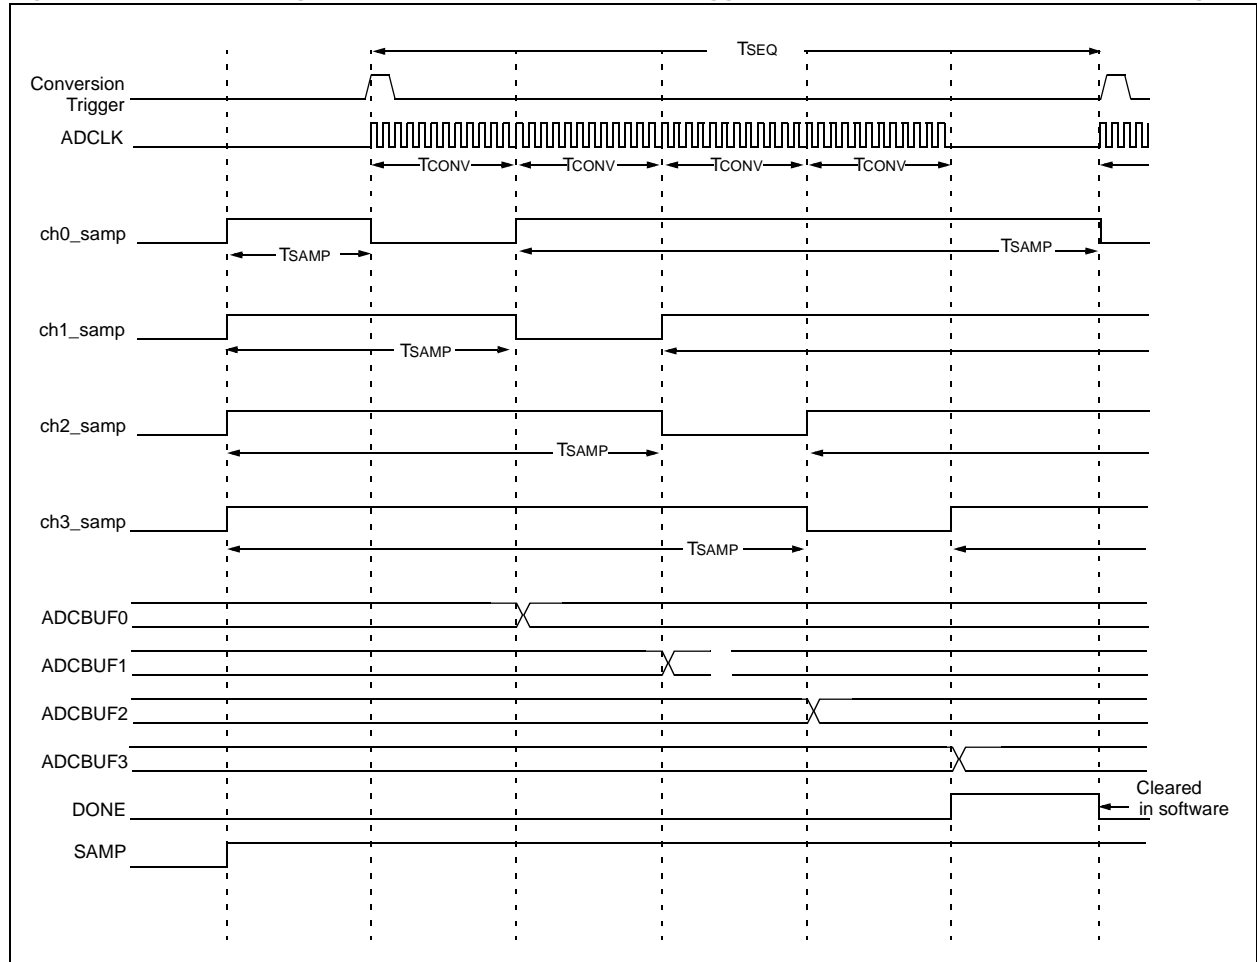 TSEQ
Conversion
Trigger
ADCLK
TCONV TCONV TCONV TCONV
ch0_samp
TSAMP TSAMP
ch1_samp
TSAMP
ch2_samp
TSAMP
ch3_samp
TSAMP
ADCBUF0
ADCBUF1
ADCBUF2
ADCBUF3
DONE
Cleared
in software
SAMP